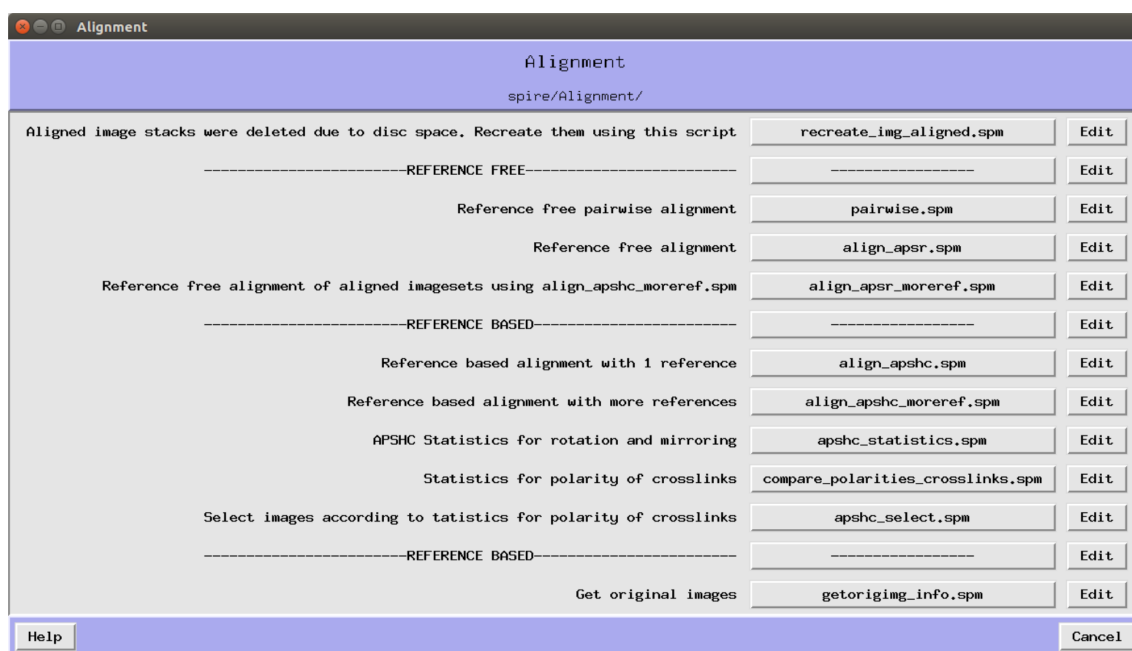 Alignment
Alignment
spire/Alignment/
Aligned image stacks were deleted due to disc space. Recreate them using this script recreate_img_aligned.spm Edit
-------------------------REFERENCE FREE-------------------------- ----------------- Edit
Reference free pairwise alignment pairwise.spm Edit
Reference free alignment align_apsr.spm Edit
Reference free alignment of aligned imagesets using align_apshc_moreref.spm align_apsr_moreref.spm Edit
-------------------------REFERENCE BASED------------------------- ----------------- Edit
Reference based alignment with 1 reference align_apshc.spm Edit
Reference based alignment with more references align_apshc_moreref.spm Edit
APSHC Statistics for rotation and mirroring apshc_statistics.spm Edit
Statistics for polarity of crosslinks compare_polarities_crosslinks.spm Edit
Select images according to tatistics for polarity of crosslinks apshc_select.spm Edit
-------------------------REFERENCE BASED------------------------- ----------------- Edit
Get original images getorigimg_info.spm Edit
Help Cancel